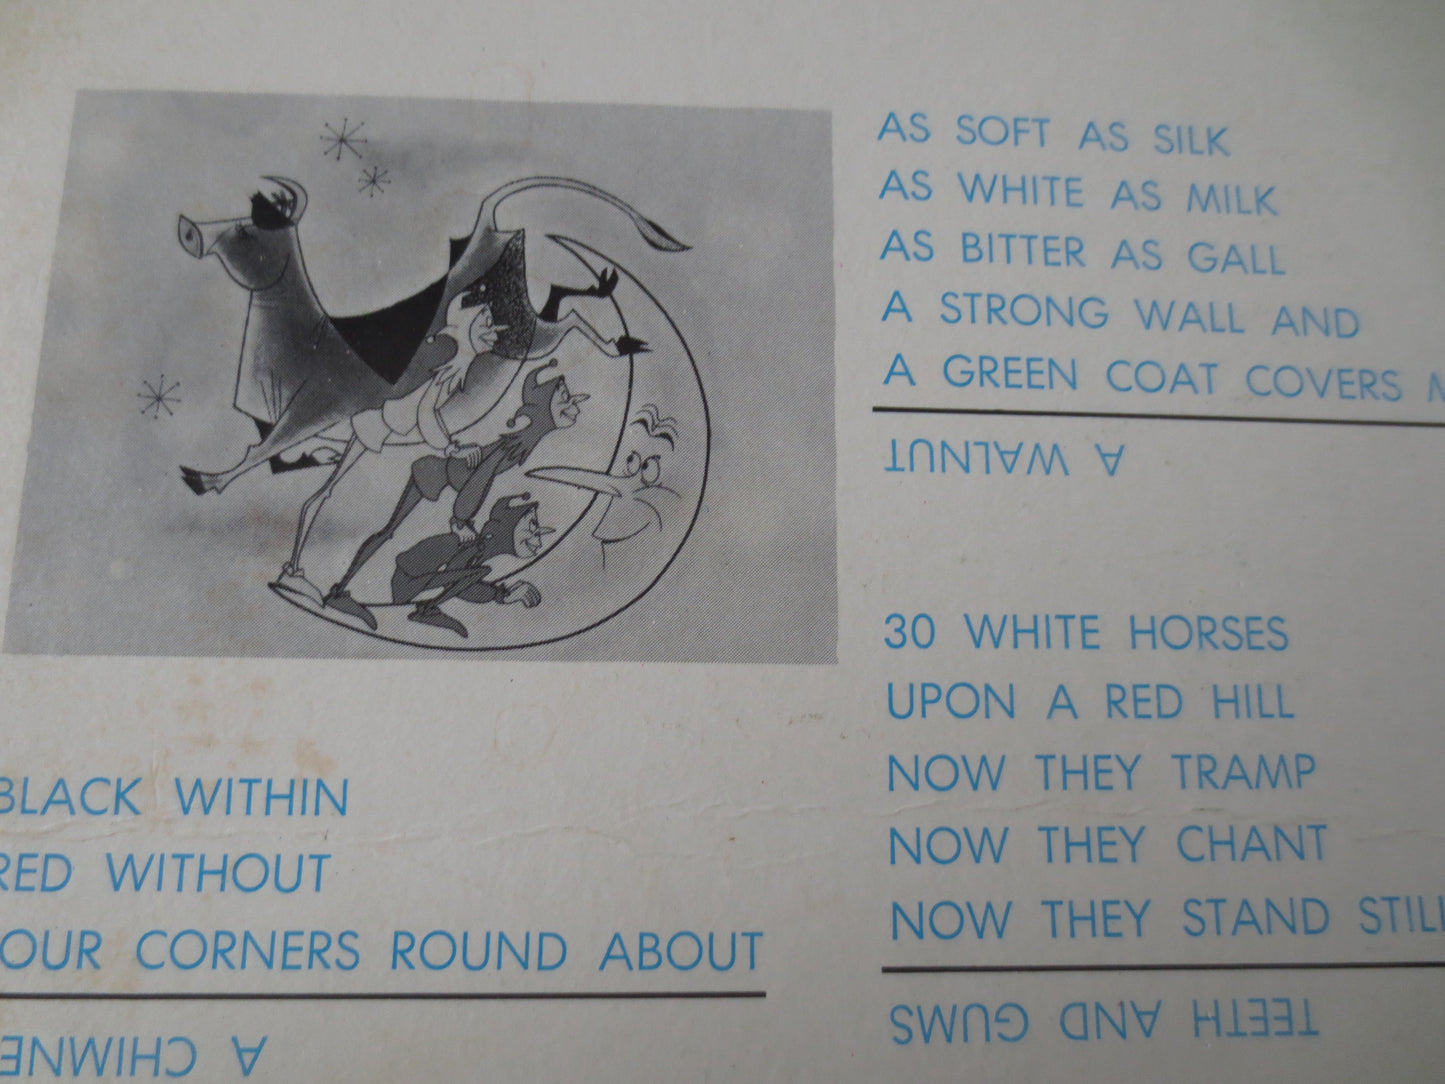 AS SOFT AS SILK
AS WHITE AS MILK
AS BITTER AS GALL
A STRONG WALL AND
A GREEN COAT COVERS
A WALNUT
30 WHITE HORSES
UPON A RED HILL
NOW THEY TRAMP
NOW THEY CHANT
NOW THEY STAND STILL
TEETH AND GUMS
BLACK WITHIN
RED WITHOUT
OUR CORNERS ROUND ABOUT
A CHIMNE